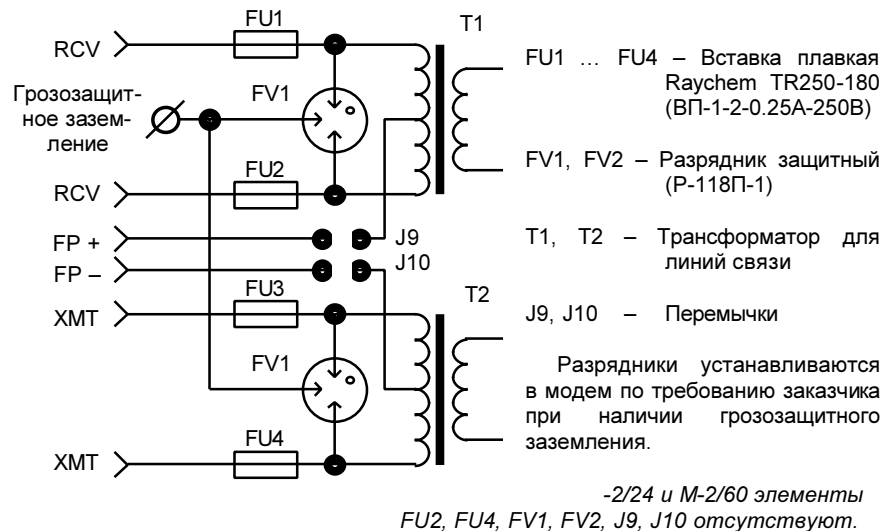 FU1
T1
RCV
FU1 ... FU4 – Вставка плавкая
Raychem TR250-180
(ВП-1-2-0.25А-250В)
Грозозащит-
ное зазем-
ление
FV1
FU2
FV1, FV2 – Разрядник защитный
(Р-118П-1)
RCV
FP +
J9
T1, T2 – Трансформатор для
линий связи
FP –
J10
FU3
T2
XMT
J9, J10 – Перемычки
FV1
Разрядники устанавливаются
в модем по требованию заказчика
при наличии грозозащитного
заземления.
FU4
XMT
-2/24 и М-2/60 элементы
FU2, FU4, FV1, FV2, J9, J10 отсутствуют.